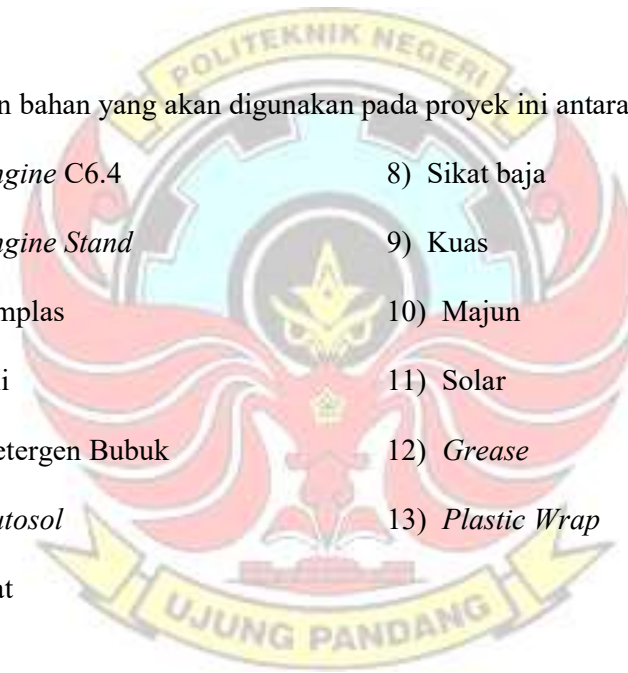 POLITEKNIK NEGERI
n bahan yang akan digunakan pada proyek ini antara
ngine C6.4
ngine Stand
mplas
i
etergen Bubuk
utosol
at
8) Sikat baja
9) Kuas
10) Majun
11) Solar
12) Grease
13) Plastic Wrap
UJUNG PANDANG